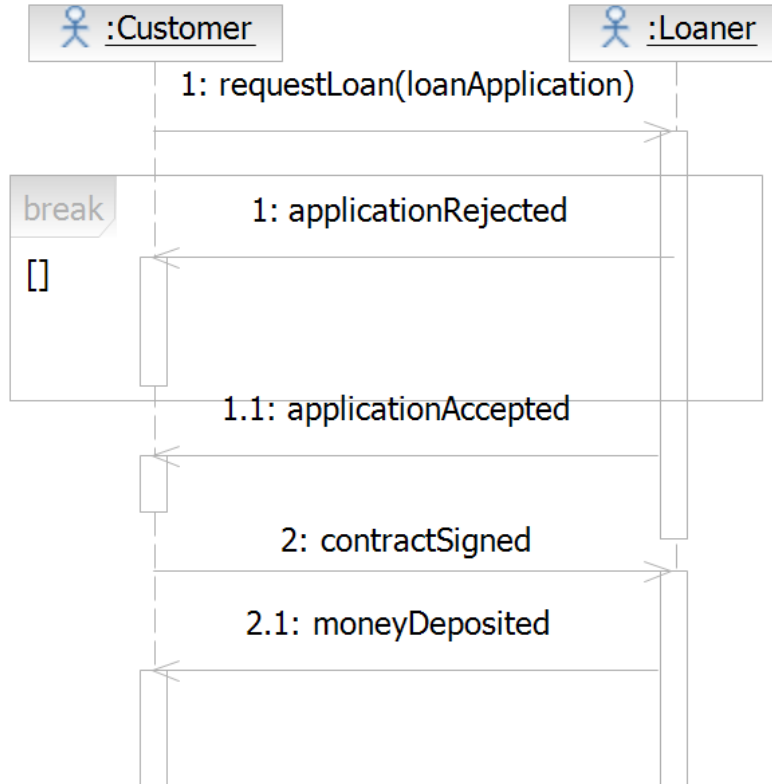 :Customer
:Loaner
1: requestLoan(loanApplication)
break
1: applicationRejected
[]
1.1: applicationAccepted
2: contractSigned
2.1: moneyDeposited